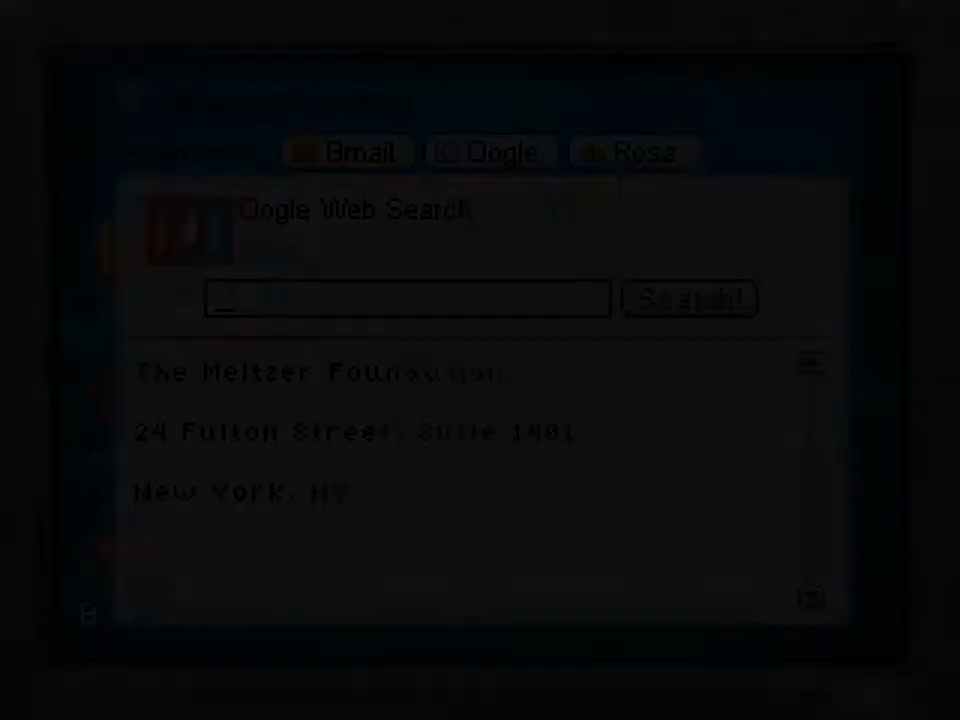 Bmail Oogle Rosa
Oogle Web Search
Search!
The Meltzer Foundation
24 Fulton Street, Suite 1401
New York, NY